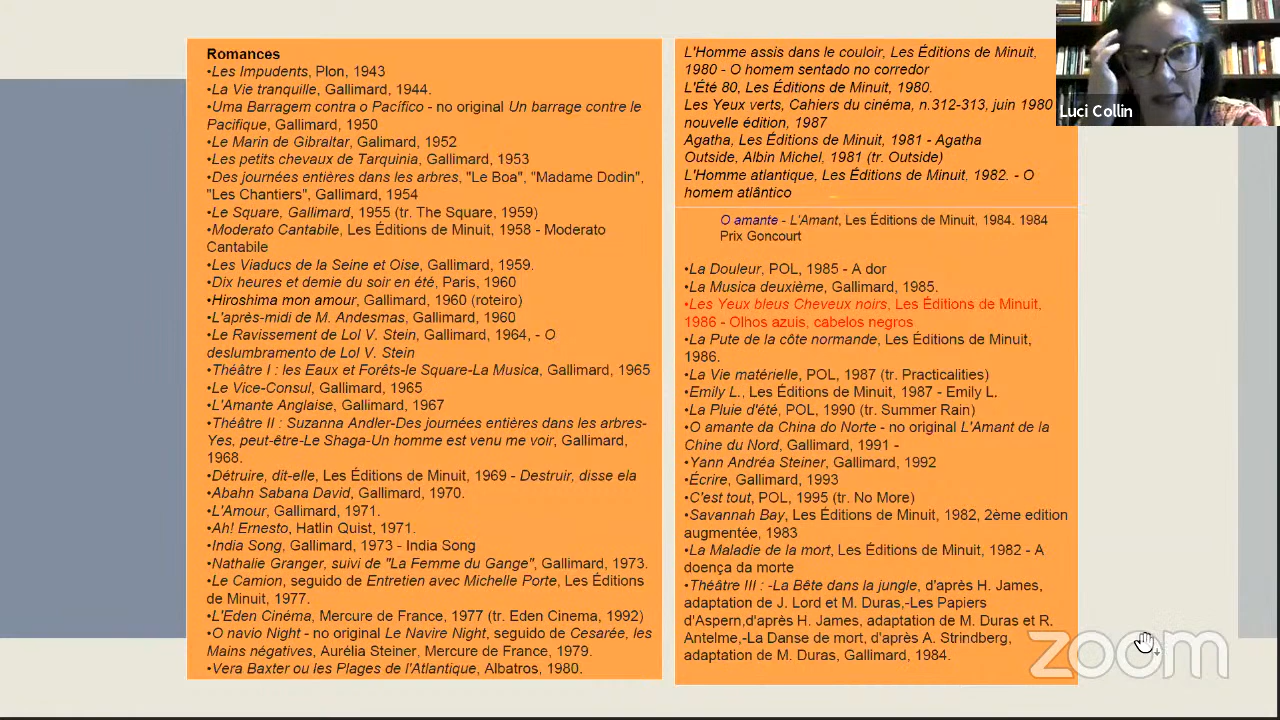 Romances
•Les Impudents, Plon, 1943
•La Vie tranquille, Gallimard, 1944.
•Uma Barragem contra o Pacífico - no original Un barrage contre le
Pacifique, Gallimard, 1950
•Le Marin de Gibraltar, Galimard, 1952
•Les petits chevaux de Tarquinia, Gallimard, 1953
•Des journées entières dans les arbres, "Le Boa", "Madame Dodin",
"Les Chantiers", Gallimard, 1954
•Le Square, Gallimard, 1955 (tr. The Square, 1959)
•Moderato Cantabile, Les Éditions de Minuit, 1958 - Moderato
Cantabile
•Les Viaducs de la Seine et Oise, Gallimard, 1959.
•Dix heures et demie du soir en été, Paris, 1960
•Hiroshima mon amour, Gallimard, 1960 (roteiro)
•L'après-midi de M. Andesmas, Gallimard, 1960
•Le Ravissement de Lol V. Stein, Gallimard, 1964, - O
deslumbramento de Lol V. Stein
•Théâtre I : les Eaux et Forêts-le Square-La Musica, Gallimard, 1965
•Le Vice-Consul, Gallimard, 1965
•L'Amante Anglaise, Gallimard, 1967
•Théâtre II : Suzanna Andler-Des journées entières dans les arbres-
Yes, peut-être-Le Shaga-Un homme est venu me voir, Gallimard,
1968.
•Détruire, dit-elle, Les Éditions de Minuit, 1969 - Destruir, disse ela
•Abahn Sabana David, Gallimard, 1970.
•L'Amour, Gallimard, 1971.
•Ah! Ernesto, Hatlin Quist, 1971.
•India Song, Gallimard, 1973 - India Song
•Nathalie Granger, suivi de "La Femme du Gange", Gallimard, 1973.
•Le Camion, seguido de Entretien avec Michelle Porte, Les Éditions
de Minuit, 1977.
•L'Eden Cinéma, Mercure de France, 1977 (tr. Eden Cinema, 1992)
•O navio Night - no original Le Navire Night, seguido de Cesarée, les
Mains négatives, Aurélia Steiner, Mercure de France, 1979.
•Vera Baxter ou les Plages de l'Atlantique, Albatros, 1980.
L'Homme assis dans le couloir, Les Éditions de Minuit,
1980 - O homem sentado no corredor
L'Été 80, Les Éditions de Minuit, 1980.
Les Yeux verts, Cahiers du cinéma, n.312-313, juin 1980
nouvelle édition, 1987
Agatha, Les Éditions de Minuit, 1981 - Agatha
Outside, Albin Michel, 1981 (tr. Outside)
L'Homme atlantique, Les Éditions de Minuit, 1982. - O
homem atlântico
O amante - L'Amant, Les Éditions de Minuit, 1984. 1984
Prix Goncourt
•La Douleur, POL, 1985 - A dor
•La Musica deuxième, Gallimard, 1985.
•Les Yeux bleus Cheveux noirs, Les Éditions de Minuit,
1986 - Olhos azuis, cabelos negros
•La Pute de la côte normande, Les Éditions de Minuit,
1986.
•La Vie matérielle, POL, 1987 (tr. Practicalities)
•Emily L., Les Éditions de Minuit, 1987 - Emily L.
•La Pluie d'été, POL, 1990 (tr. Summer Rain)
•O amante da China do Norte - no original L'Amant de la
Chine du Nord, Gallimard, 1991 -
•Yann Andréa Steiner, Gallimard, 1992
•Écrire, Gallimard, 1993
•C'est tout, POL, 1995 (tr. No More)
•Savannah Bay, Les Éditions de Minuit, 1982, 2ème edition
augmentée, 1983
•La Maladie de la mort, Les Éditions de Minuit, 1982 - A
doença da morte
•Théâtre III : -La Bête dans la jungle, d'après H. James,
adaptation de J. Lord et M. Duras,-Les Papiers
d'Aspern,d'après H. James, adaptation de M. Duras et R.
Antelme,-La Danse de mort, d'après A. Strindberg,
adaptation de M. Duras, Gallimard, 1984.
Luci Collin
zoom